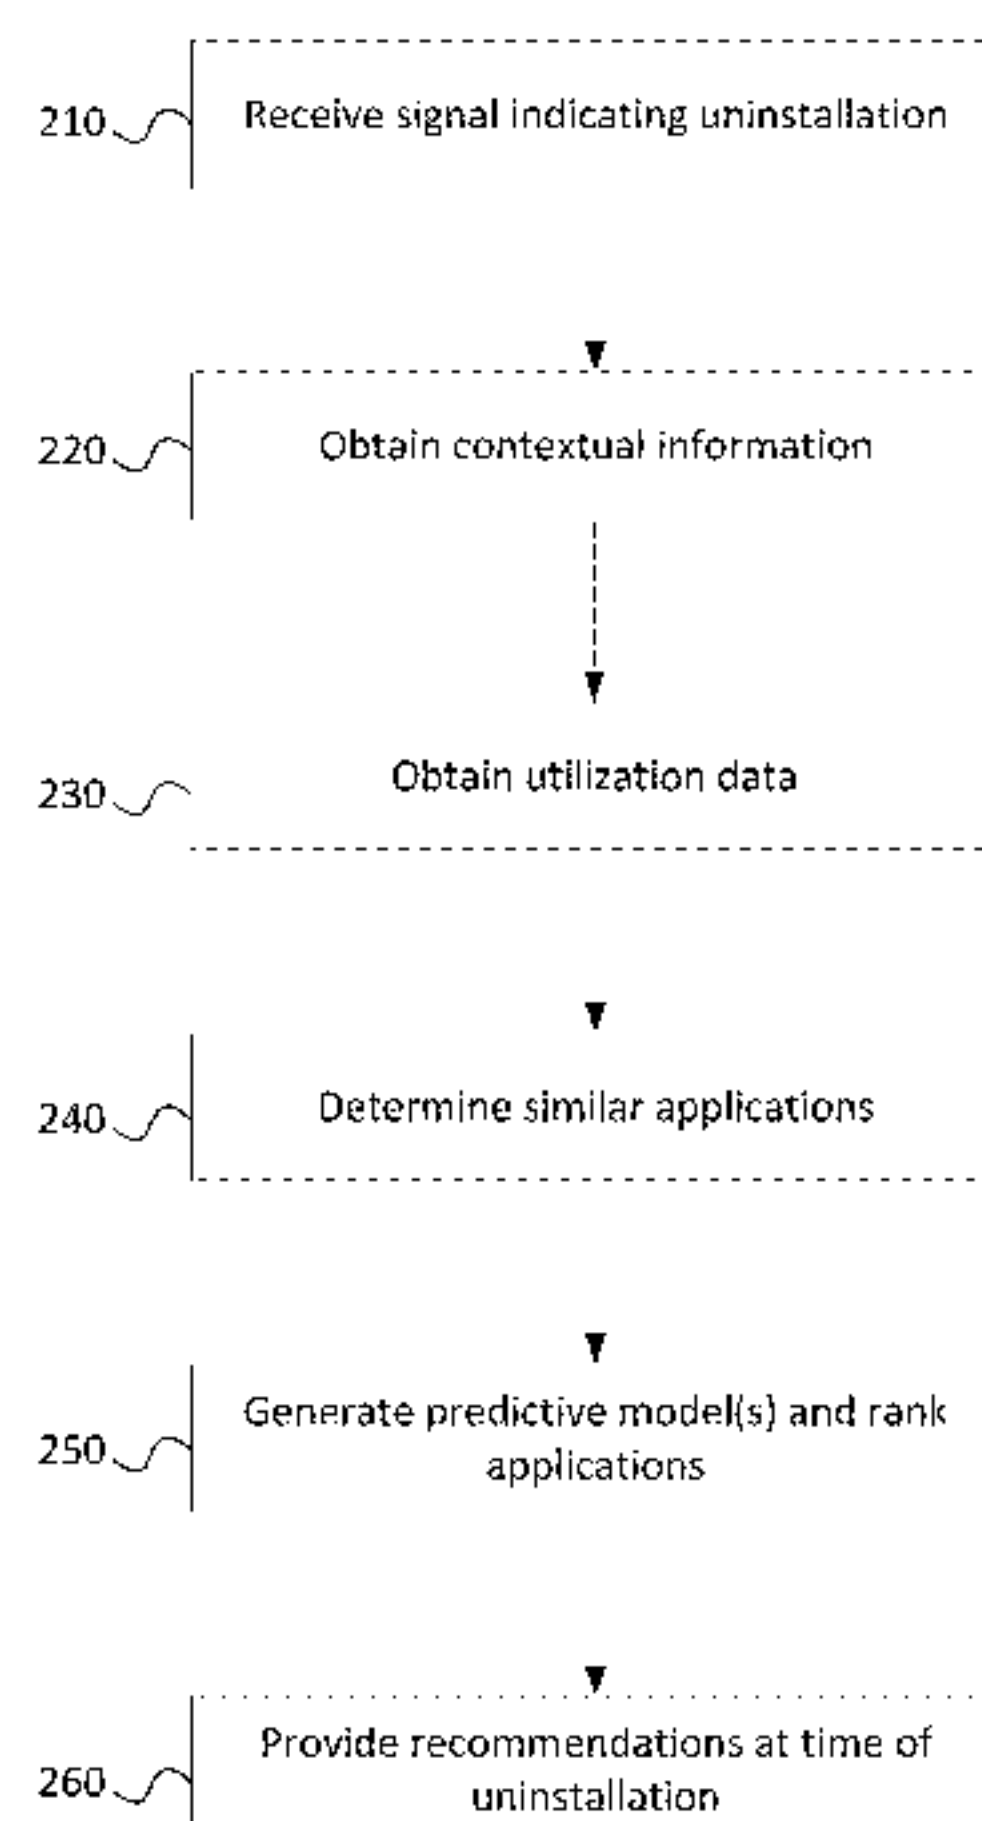 210 Receive signal indicating uninstallation
220 Obtain contextual information
230 Obtain utilization data
240 Determine similar applications
250 Generate predictive model(s) and rank
applications
260 Provide recommendations at time of
uninstallation